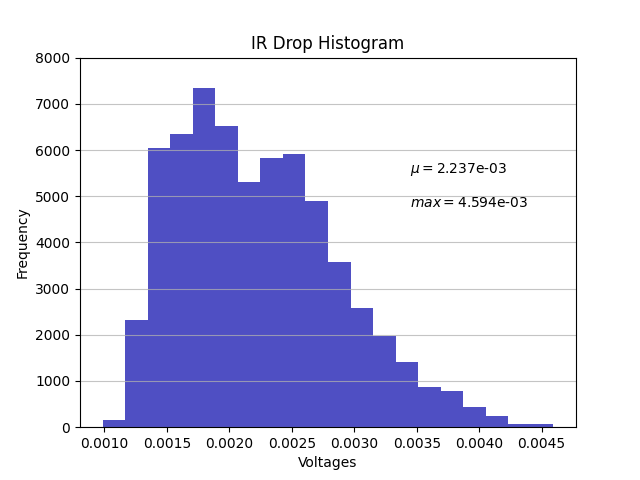 IR Drop Histogram
8000
7000
6000
5000
4000
3000
2000
1000
0
Frequency
μ = 2.237e-03
max = 4.594e-03
0.0010 0.0015 0.0020 0.0025 0.0030 0.0035 0.0040 0.0045
Voltages